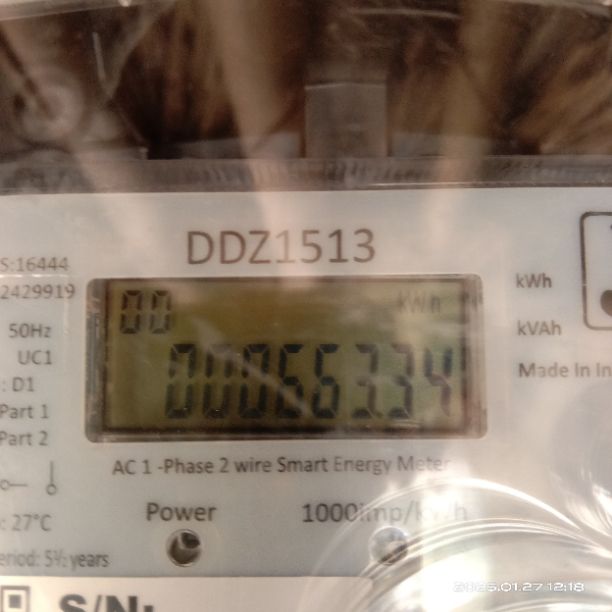 DDZ1513
S:16444
2429919
50Hz
UC1
: D1
Part 1
Part 2
: 27°C
eriod: 5½ years
00 kWh
kWh
kVAh
Made In In
AC 1 -Phase 2 wire Smart Energy Meter
Power
1000imp/kWh
S/N:
2025.01.27 12:18